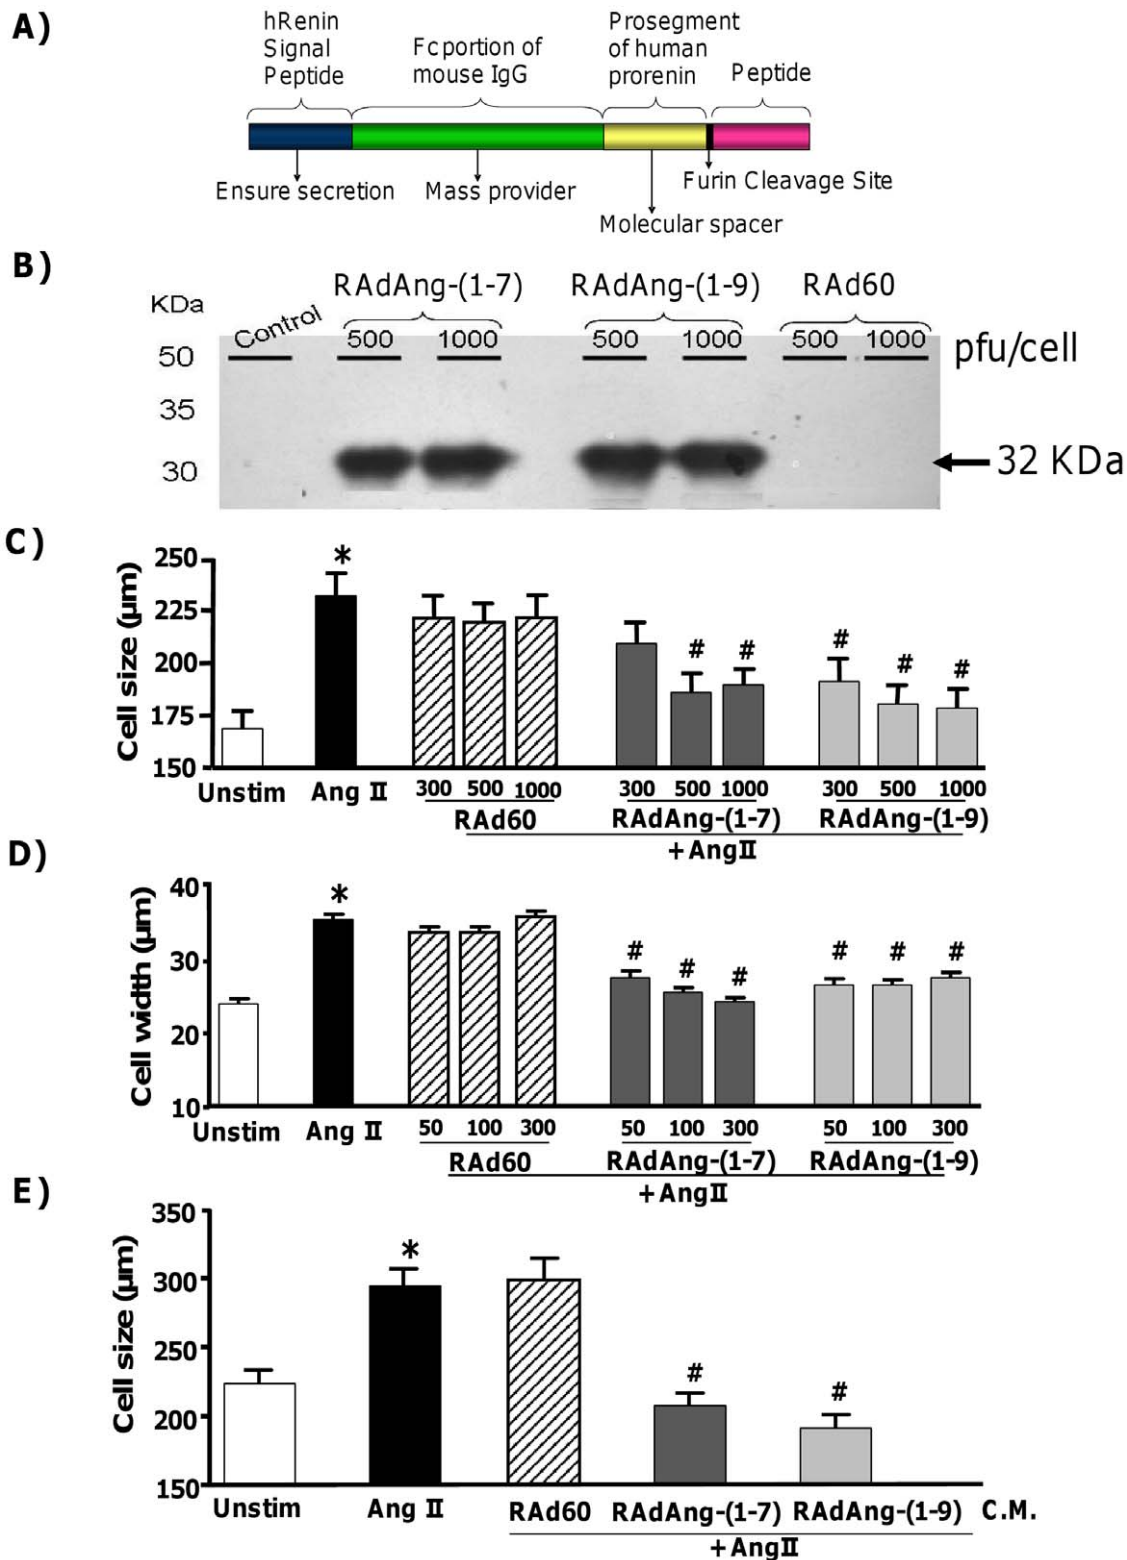 A)
hRenin
Signal
Peptide
Fc portion of
mouse IgG
Prosegment
of human
prorenin
Peptide
Ensure secretion
Mass provider
Furin Cleavage Site
Molecular spacer
B)
RAdAng-(1-7) RAdAng-(1-9) RAd60
KDa
Control 500 1000 500 1000 500 1000 pfu/cell
50
35
30
32 KDa
C)
Cell size (µm)
250
225
200
175
150
*
# # # # #
Unstim Ang II 300 500 1000 300 500 1000 300 500 1000
RAd60 RAdAng-(1-7) RAdAng-(1-9)
+AngII
D)
Cell width (µm)
40
30
20
10
*
# # # # # #
Unstim Ang II 50 100 300 50 100 300 50 100 300
RAd60 RAdAng-(1-7) RAdAng-(1-9)
+AngII
E)
Cell size (µm)
350
300
250
200
150
*
# #
Unstim Ang II RAd60 RAdAng-(1-7) RAdAng-(1-9) C.M.
+AngII